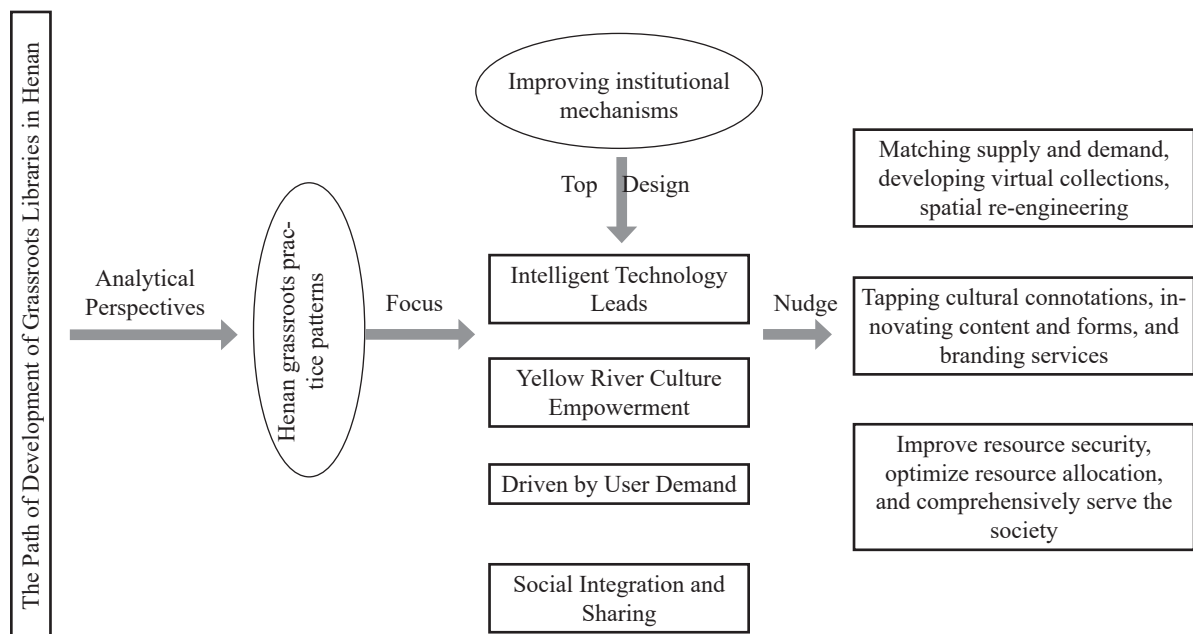 The Path of Development of Grassroots Libraries in Henan
Analytical
Perspectives
Henan grassroots prac-
tice patterns
Focus
Improving institutional
mechanisms
Top Design
Intelligent Technology
Leads
Yellow River Culture
Empowerment
Driven by User Demand
Social Integration and
Sharing
Nudge
Matching supply and demand,
developing virtual collections,
spatial re-engineering
Tapping cultural connotations, in-
novating content and forms, and
branding services
Improve resource security,
optimize resource allocation,
and comprehensively serve the
society